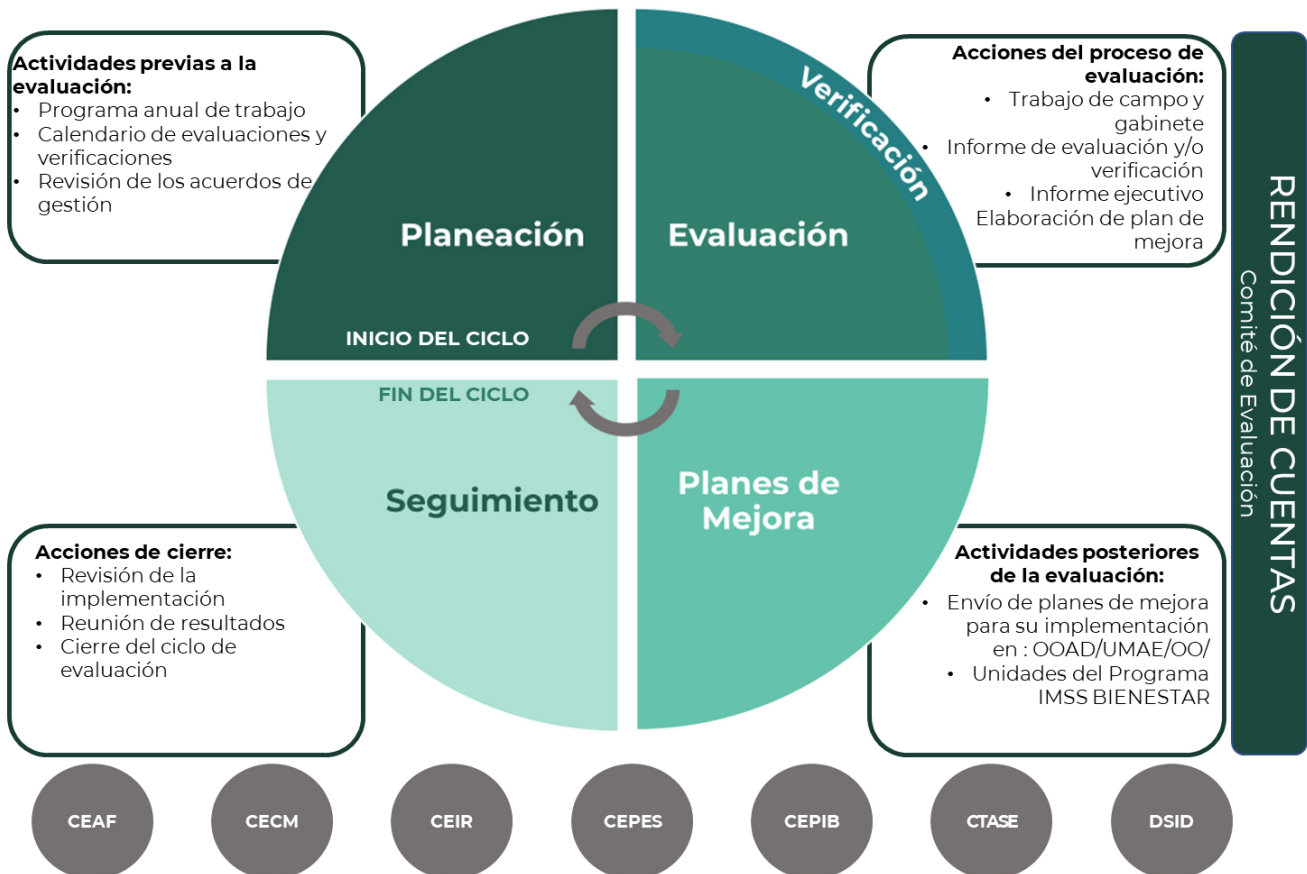 Actividades previas a la
evaluación:
• Programa anual de trabajo
• Calendario de evaluaciones y
verificaciones
• Revisión de los acuerdos de
gestión
Planeación
INICIO DEL CICLO
Verificación
Evaluación
Acciones del proceso de
evaluación:
• Trabajo de campo y
gabinete
• Informe de evaluación y/o
verificación
• Informe ejecutivo
Elaboración de plan de
mejora
FIN DEL CICLO
Seguimiento
Planes de
Mejora
Acciones de cierre:
• Revisión de la
implementación
• Reunión de resultados
• Cierre del ciclo de
evaluación
Actividades posteriores
de la evaluación:
• Envío de planes de mejora
para su implementación
en : OOAD/UMAE/OO/
• Unidades del Programa
IMSS BIENESTAR
RENDICIÓN DE CUENTAS
Comité de Evaluación
CEAF
CECM
CEIR
CEPES
CEPIB
CTASE
DSID